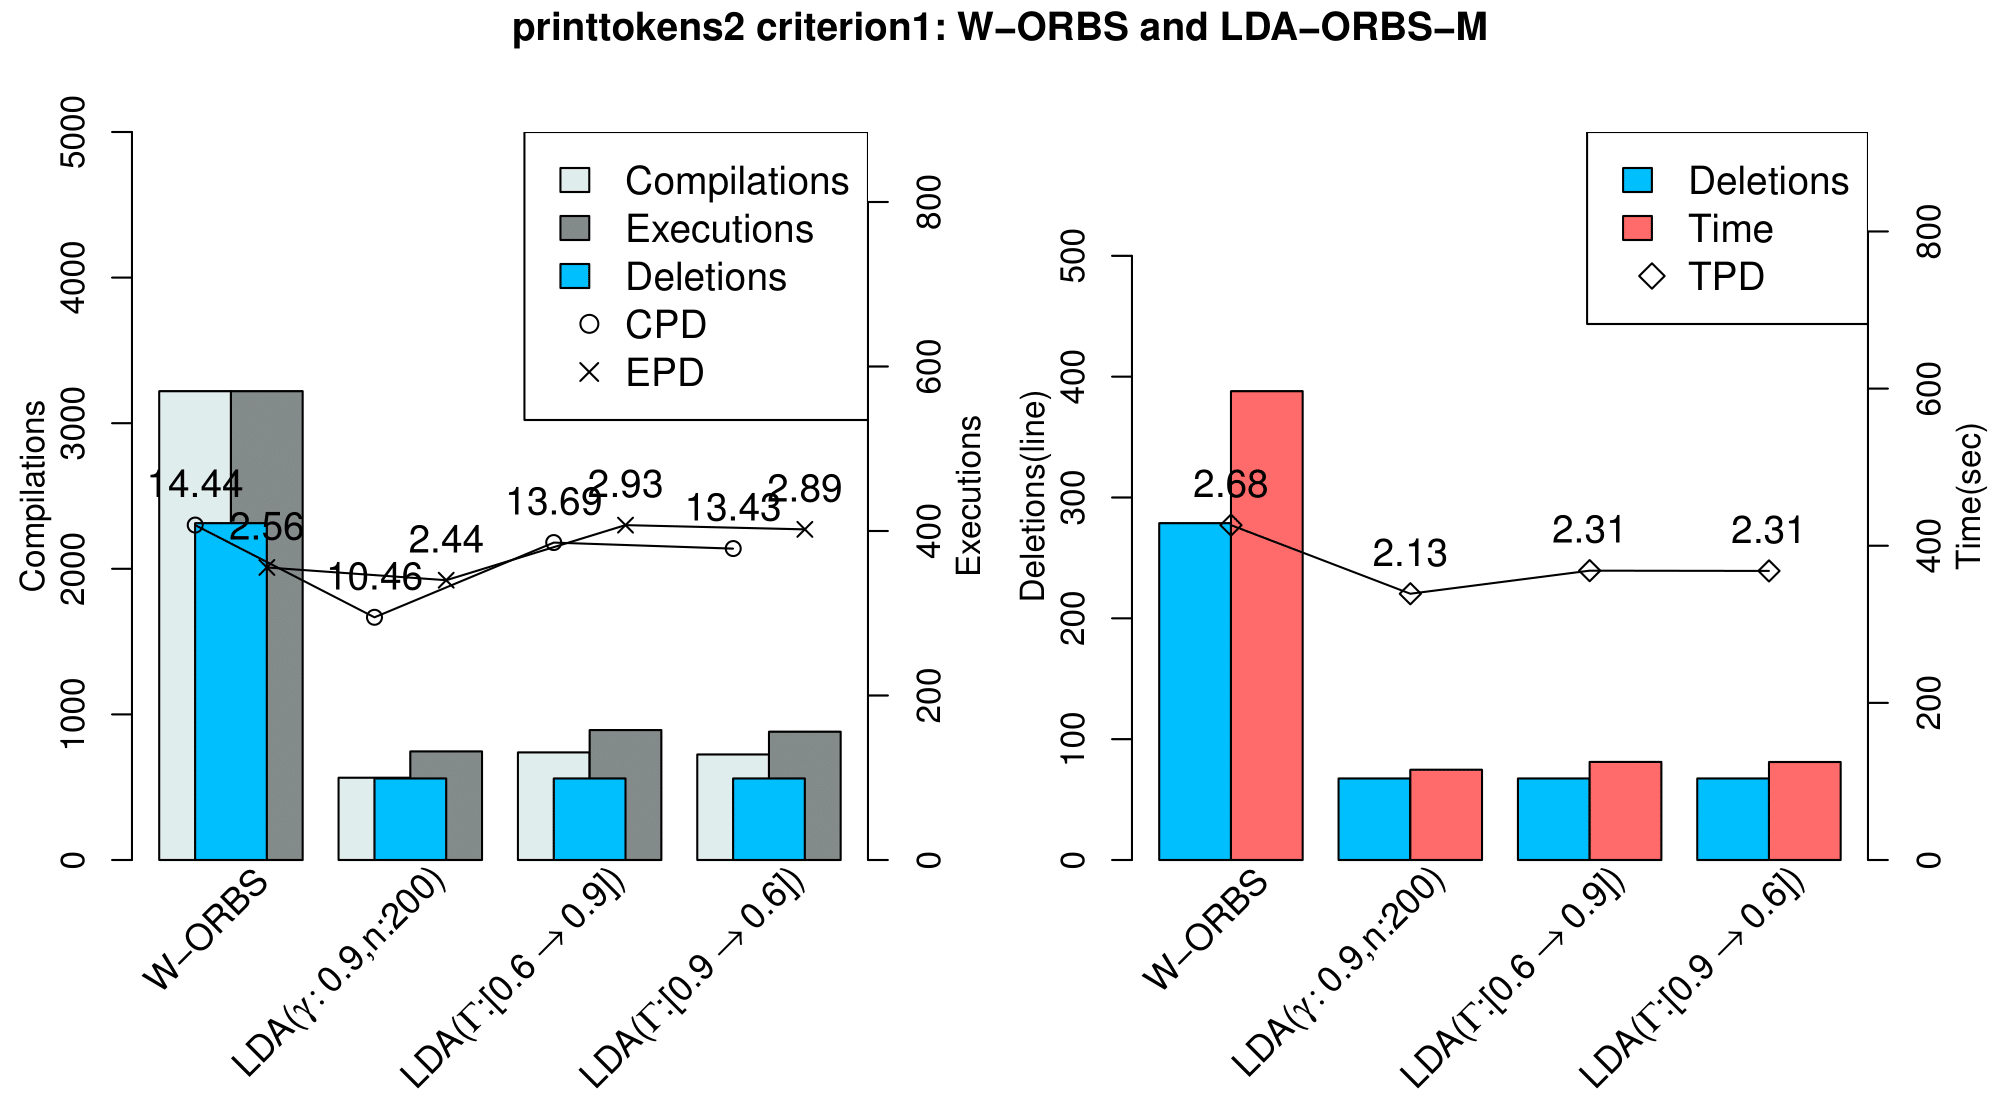 printtokens2 criterion1: W−ORBS and LDA−ORBS−M
Compilations
0
1000
2000
3000
4000
5000
Compilations
Executions
Deletions
CPD
EPD
14.44
2.56
10.46
2.44
13.69
2.93
13.43
2.89
Executions
0
200
400
600
800
W−ORBS
LDA(γ: 0.9,n:200)
LDA(Γ:[0.6 → 0.9])
LDA(Γ:[0.9 → 0.6])
Deletions(line)
0
100
200
300
400
500
Deletions
Time
TPD
2.68
2.13
2.31
2.31
Time(sec)
0
200
400
600
800
W−ORBS
LDA(γ: 0.9,n:200)
LDA(Γ:[0.6 → 0.9])
LDA(Γ:[0.9 → 0.6])